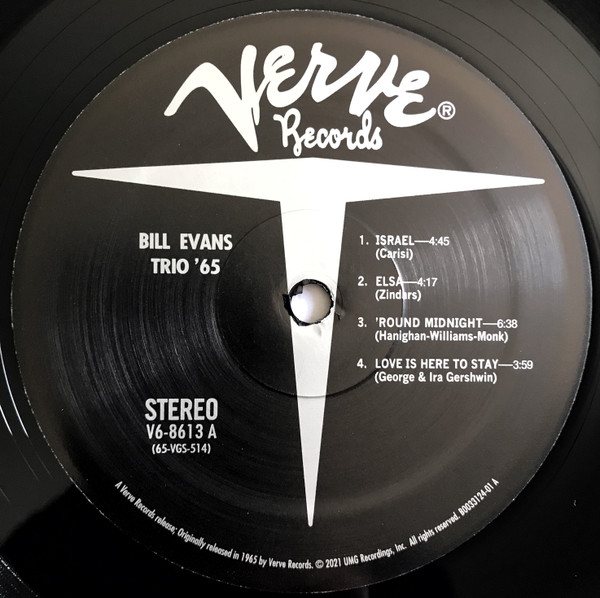 VERVE®
Records
BILL EVANS
TRIO '65
1. ISRAEL—4:45
(Carisi)
2. ELSA—4:17
(Zindars)
3. 'ROUND MIDNIGHT—6:38
(Hanighan-Williams-Monk)
4. LOVE IS HERE TO STAY—3:59
(George & Ira Gershwin)
STEREO
V6-8613 A
(65-VGS-514)
A Verve Records release; Originally released in 1965 by Verve Records. © 2021 UMG Recordings, Inc. All rights reserved. B0033124-01 A